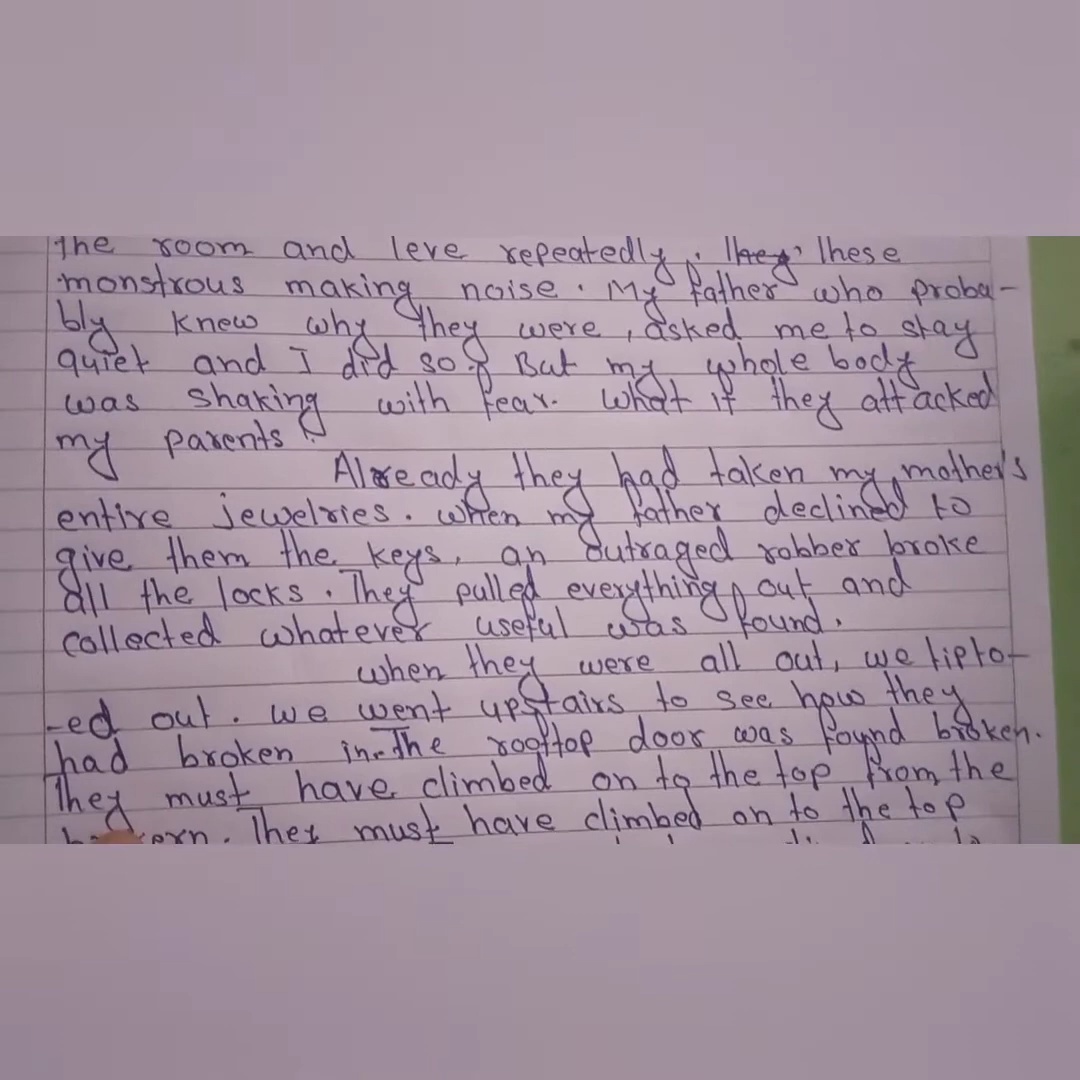 the room and leve repeatedly. They These
monstrous making noise. My father who proba-
bly know why they were, asked me to stay
quiet and I did so. But my whole body
was shaking with fear. What if they attacked
my parents!
Already they had taken my mother's
entire jewelries. when my father declined to
give them the keys, an outraged robber broke
all the locks. They pulled everything out and
collected whatever useful was found.
when they were all out, we tipto-
-ed out. we went upstairs to see how they
had broken in. The rooftop door was found broken.
They must have climbed on to the top from the
They must have climbed on to the top